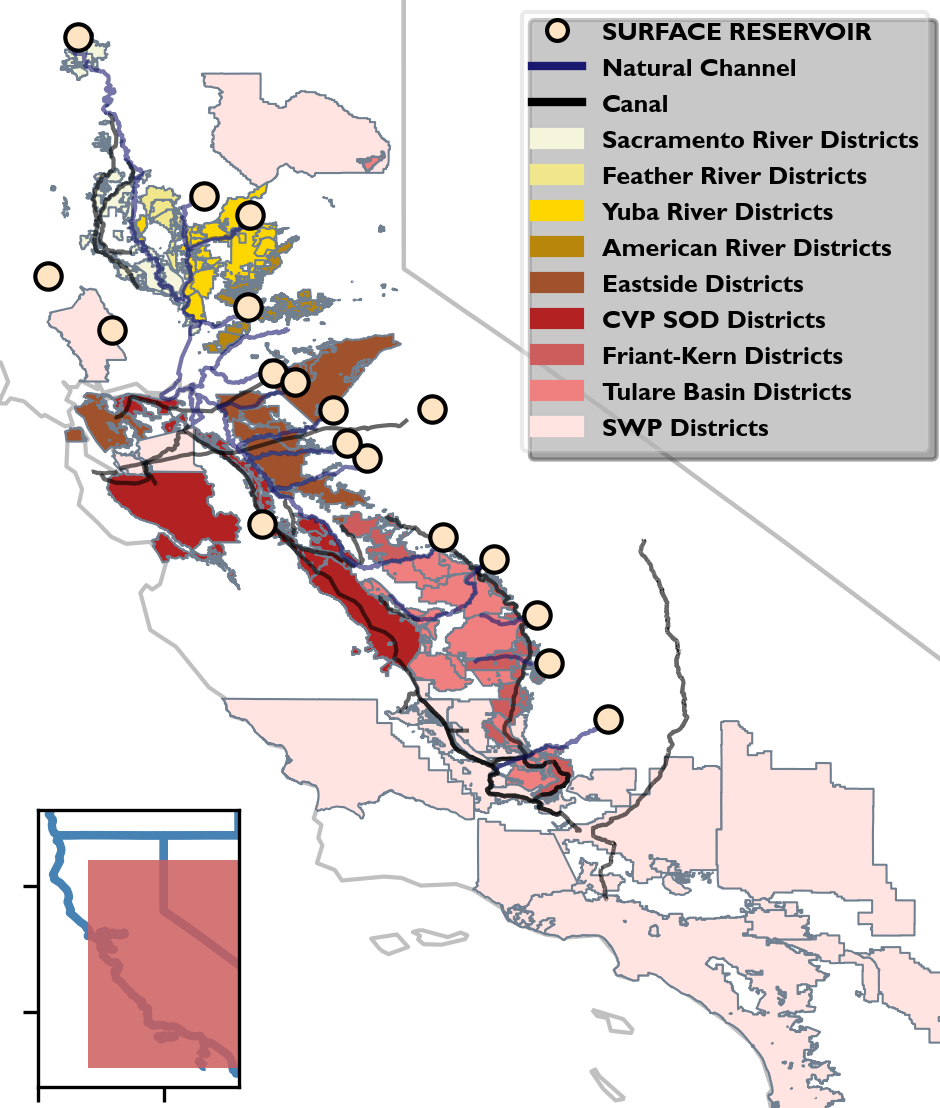 SURFACE RESERVOIR
Natural Channel
Canal
Sacramento River Districts
Feather River Districts
Yuba River Districts
American River Districts
Eastside Districts
CVP SOD Districts
Friant-Kern Districts
Tulare Basin Districts
SWP Districts